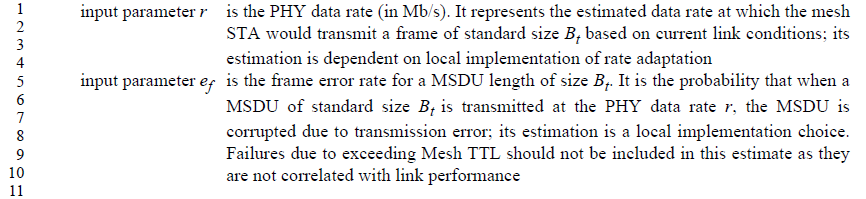 1 input parameter r is the PHY data rate (in Mb/s). It represents the estimated data rate at which the mesh
2 STA would transmit a frame of standard size Bt based on current link conditions; its
3
4 estimation is dependent on local implementation of rate adaptation
5 input parameter ef is the frame error rate for a MSDU length of size Bt. It is the probability that when a
6 MSDU of standard size Bt is transmitted at the PHY data rate r, the MSDU is
7
8 corrupted due to transmission error; its estimation is a local implementation choice.
9 Failures due to exceeding Mesh TTL should not be included in this estimate as they
10 are not correlated with link performance
11